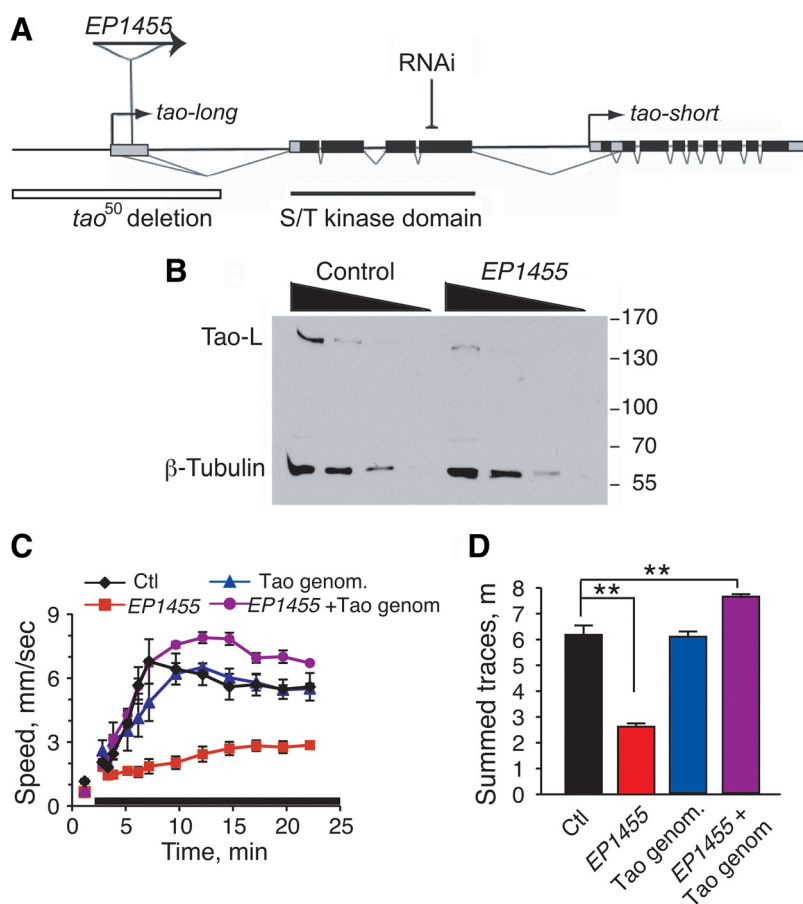 A
EP1455
RNAi
tao-long
tao-short
tao50 deletion
S/T kinase domain
B
Control
EP1455
Tao-L
β-Tubulin
170
130
100
70
55
C
Ctl
Tao genom.
EP1455
EP1455 +Tao genom
Speed, mm/sec
9
6
3
0
0
5
10
15
20
25
Time, min
D
**
**
Summed traces, m
8
7
6
5
4
3
2
1
0
Ctl
EP1455
Tao genom.
EP1455 +
Tao genom